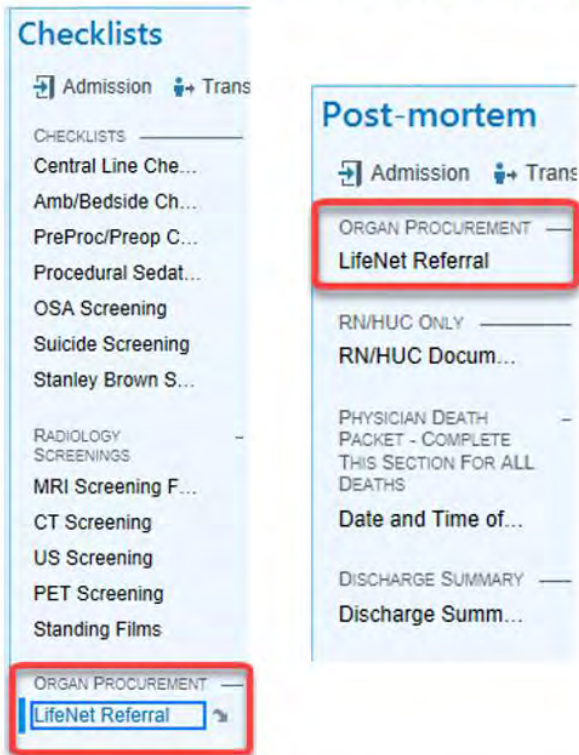 Checklists
Admission Trans
CHECKLISTS
Central Line Che...
Amb/Bedside Ch...
PreProc/Preop C...
Procedural Sedat...
OSA Screening
Suicide Screening
Stanley Brown S...
RADIOLOGY
SCREENINGS
MRI Screening F...
CT Screening
US Screening
PET Screening
Standing Films
ORGAN PROCUREMENT
LifeNet Referral
Post-mortem
Admission Trans
ORGAN PROCUREMENT
LifeNet Referral
RN/HUC ONLY
RN/HUC Docum...
PHYSICIAN DEATH
PACKET - COMPLETE
THIS SECTION FOR ALL
DEATHS
Date and Time of...
DISCHARGE SUMMARY
Discharge Summ...